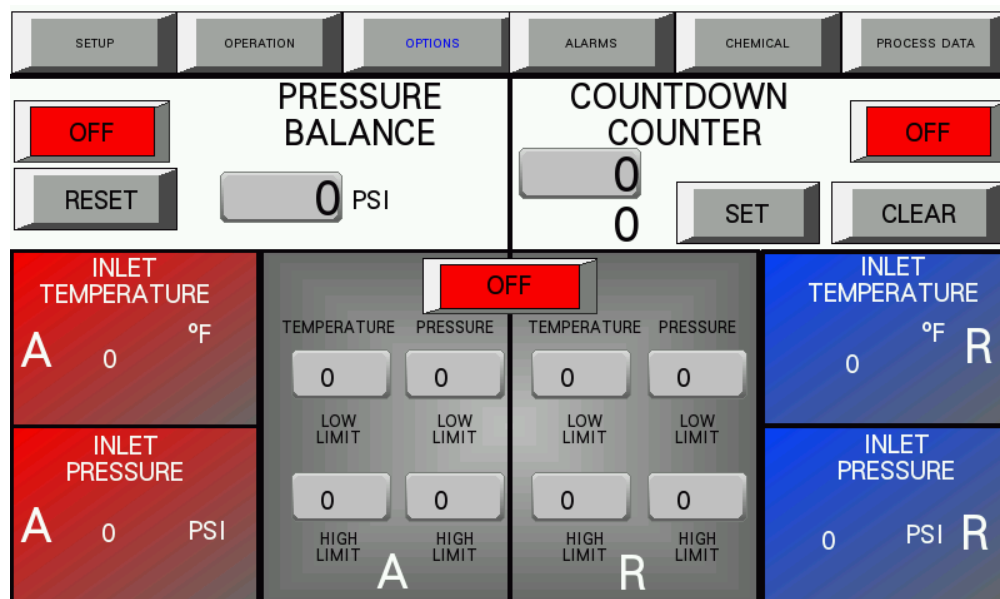 SETUP
OPERATION
OPTIONS
ALARMS
CHEMICAL
PROCESS DATA
OFF
RESET
PRESSURE
BALANCE
0 PSI
COUNTDOWN
COUNTER
0
0
OFF
SET
CLEAR
INLET
TEMPERATURE
A 0 °F
INLET
PRESSURE
A 0 PSI
OFF
TEMPERATURE PRESSURE
0 0
LOW LOW
LIMIT LIMIT
0 0
HIGH HIGH
LIMIT LIMIT
A
TEMPERATURE PRESSURE
0 0
LOW LOW
LIMIT LIMIT
0 0
HIGH HIGH
LIMIT LIMIT
R
INLET
TEMPERATURE
0 °F R
INLET
PRESSURE
0 PSI R